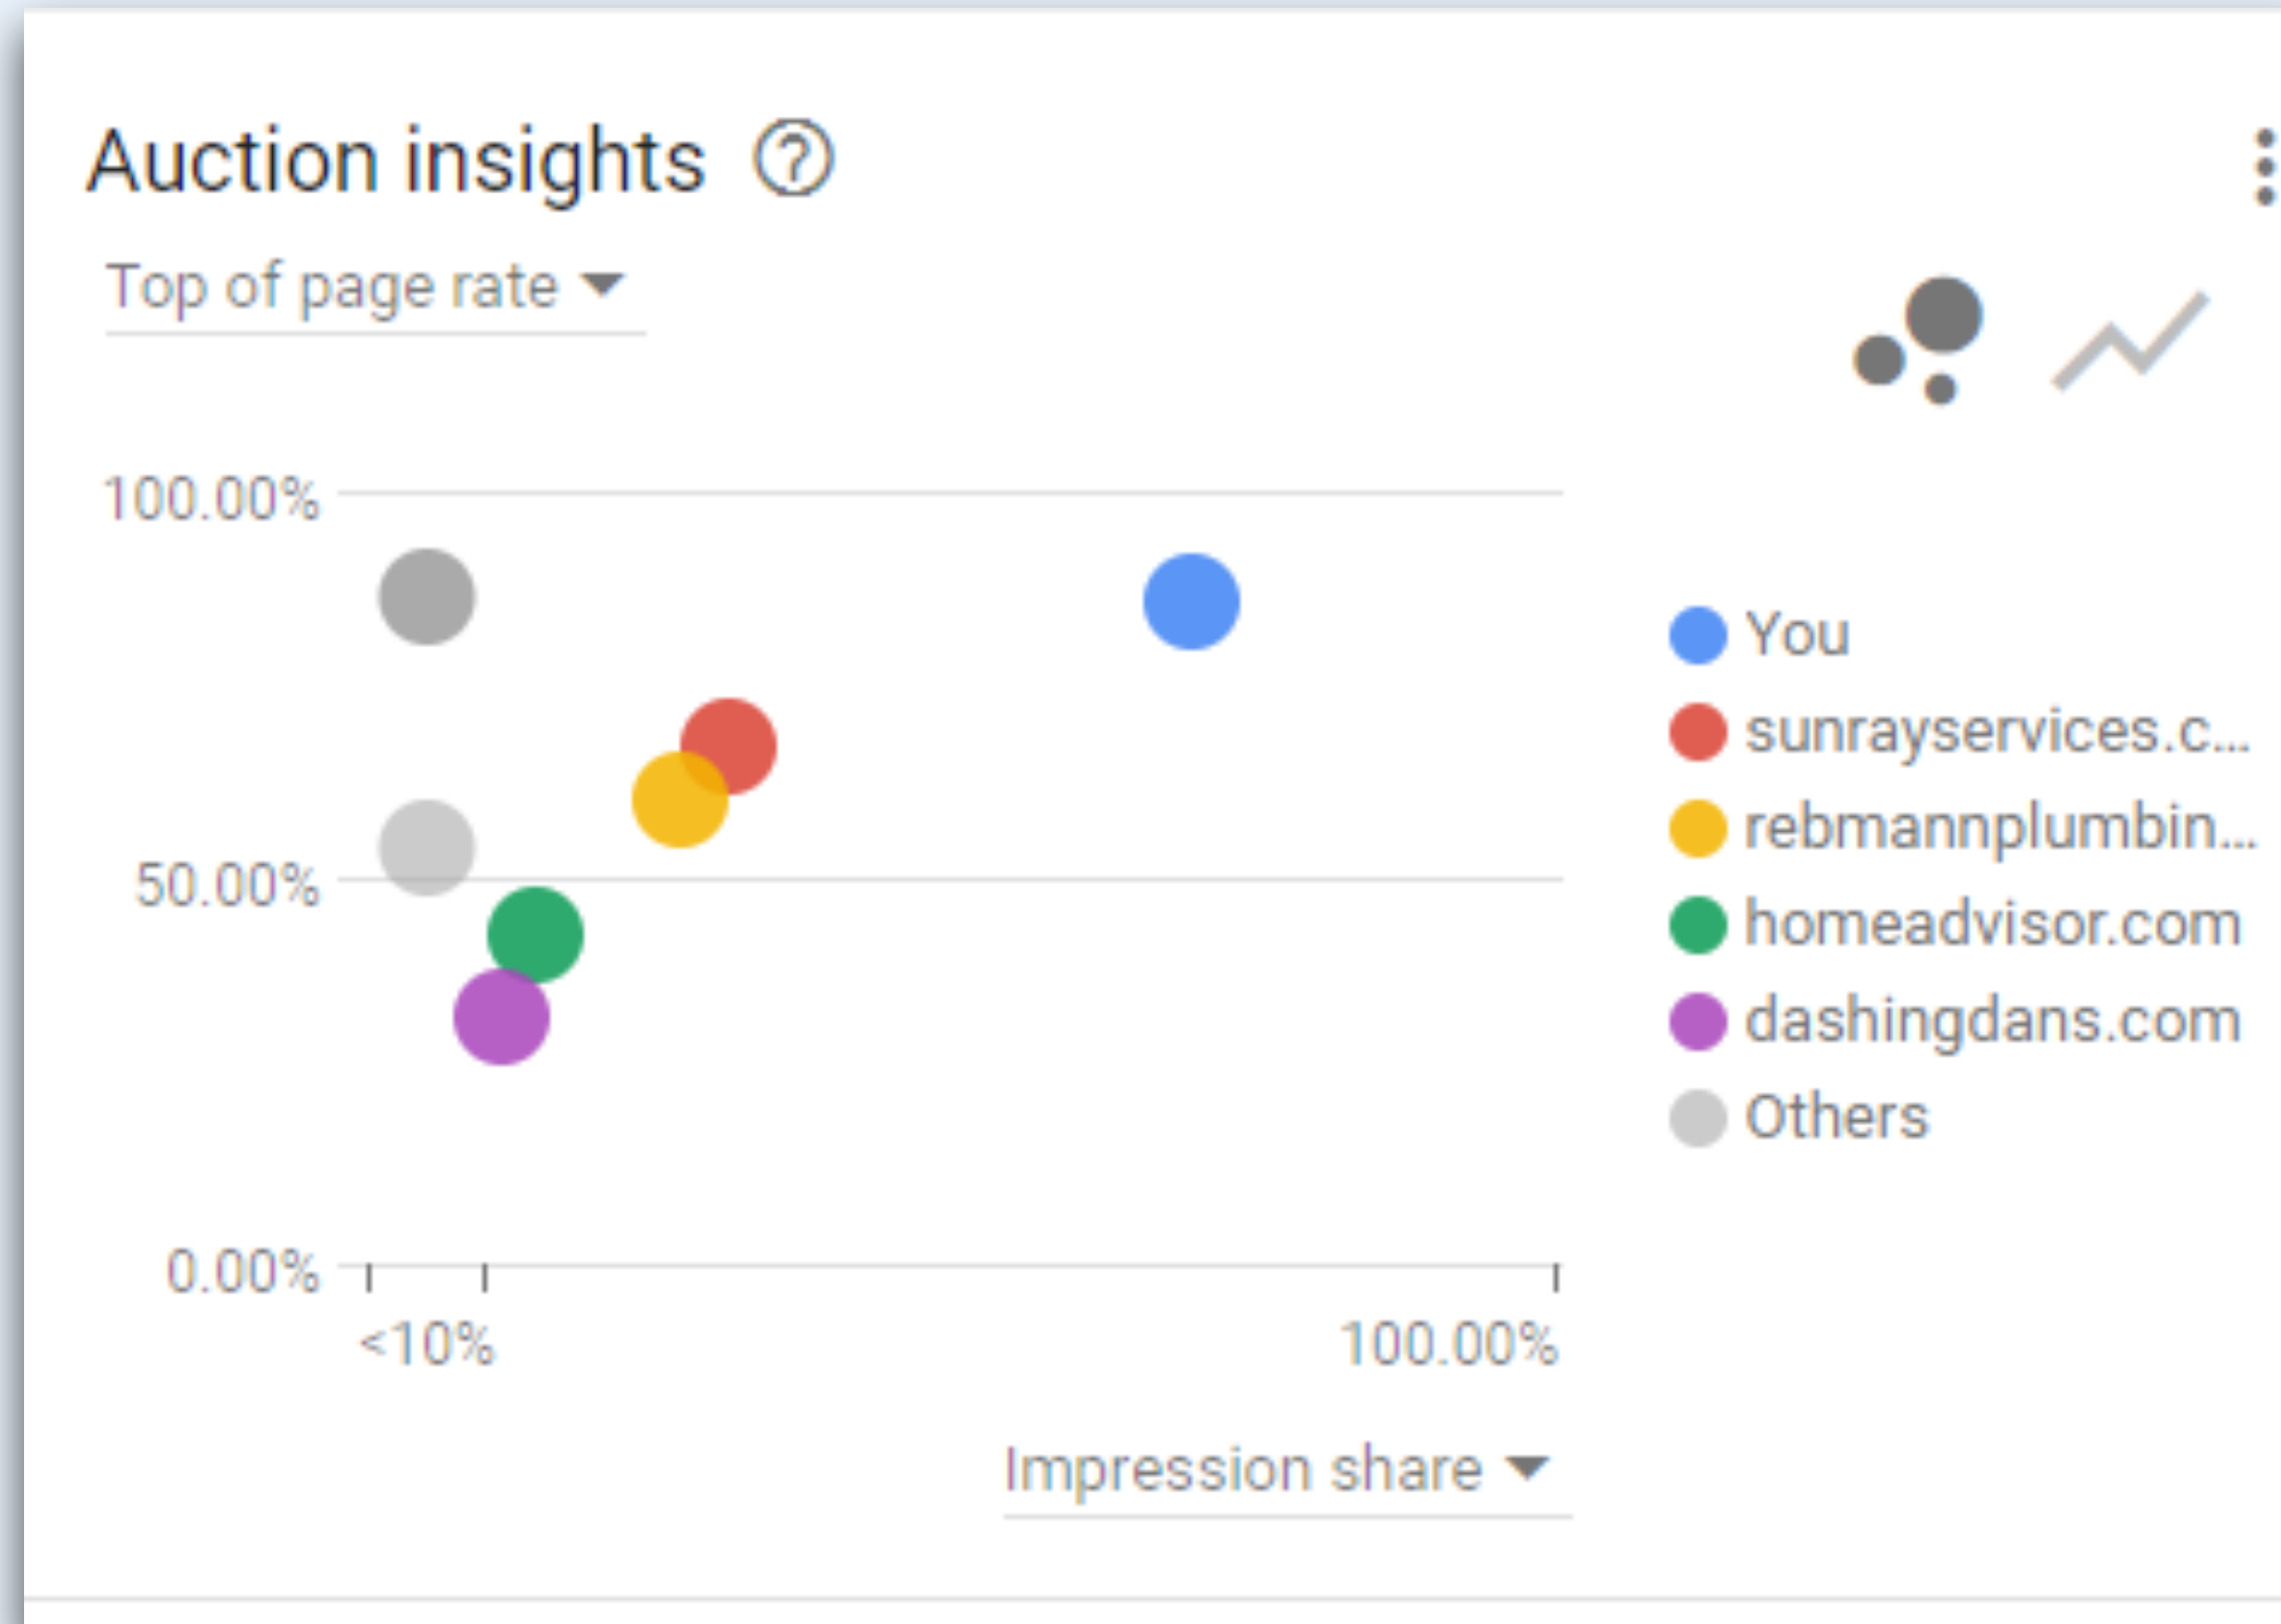 Auction insights
Top of page rate
100.00%
50.00%
0.00%
<10%
100.00%
Impression share
You
sunrayservices.c...
rebmannplumbin...
homeadvisor.com
dashingdans.com
Others